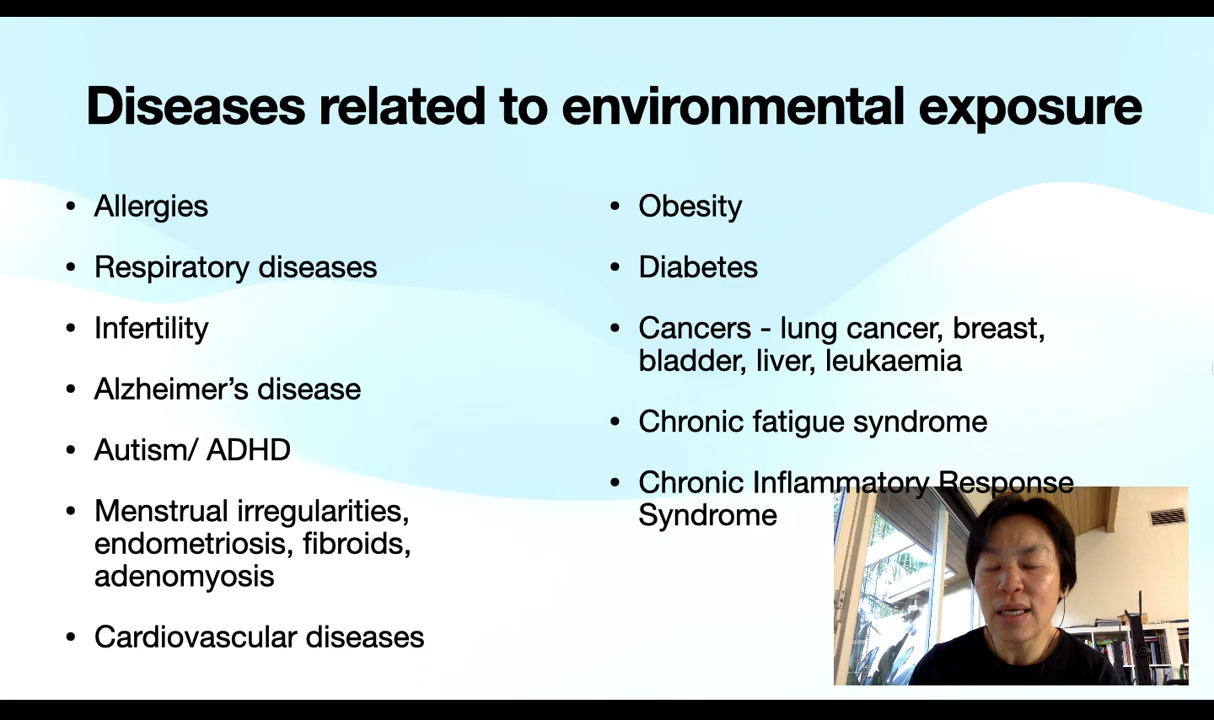 Diseases related to environmental exposure
• Allergies
• Respiratory diseases
• Infertility
• Alzheimer’s disease
• Autism/ ADHD
• Menstrual irregularities,
endometriosis, fibroids,
adenomyosis
• Cardiovascular diseases
• Obesity
• Diabetes
• Cancers - lung cancer, breast,
bladder, liver, leukaemia
• Chronic fatigue syndrome
• Chronic Inflammatory Response
Syndrome